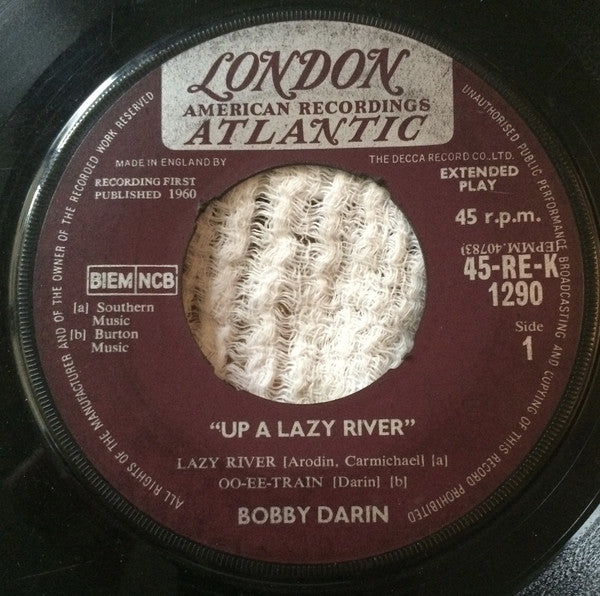 LONDON
AMERICAN RECORDINGS
ATLANTIC
MADE IN ENGLAND BY
THE DECCA RECORD CO., LTD.
RECORDING FIRST
PUBLISHED 1960
EXTENDED
PLAY
45 r.p.m.
(EPMM.40783)
BIEM/NCB
45-RE-K
1290
[a] Southern
Music
[b] Burton
Music
Side
1
"UP A LAZY RIVER"
LAZY RIVER [Arodin, Carmichael] [a]
OO-EE-TRAIN [Darin] [b]
BOBBY DARIN
ALL RIGHTS OF THE MANUFACTURER AND OF THE OWNER OF THE RECORDED WORK RESERVED
UNAUTHORISED PUBLIC PERFORMANCE BROADCASTING AND COPYING OF THIS RECORD PROHIBITED